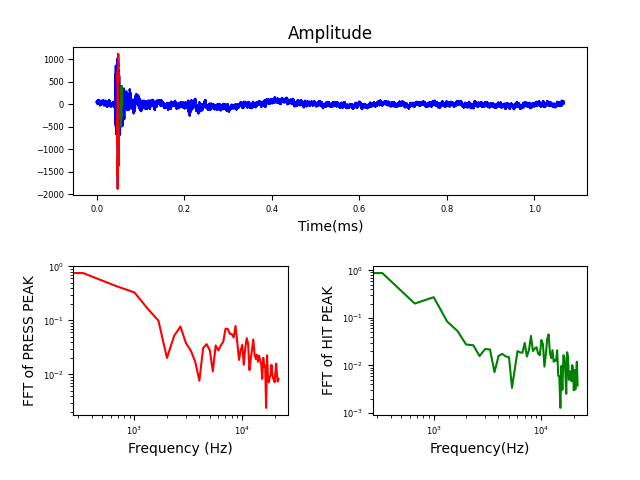 Amplitude
1000
500
0
−500
−1000
−1500
−2000
0.0 0.2 0.4 0.6 0.8 1.0
Time(ms)
FFT of PRESS PEAK
10⁰
10⁻¹
10⁻²
10³ 10⁴
Frequency (Hz)
FFT of HIT PEAK
10⁰
10⁻¹
10⁻²
10⁻³
10³ 10⁴
Frequency(Hz)